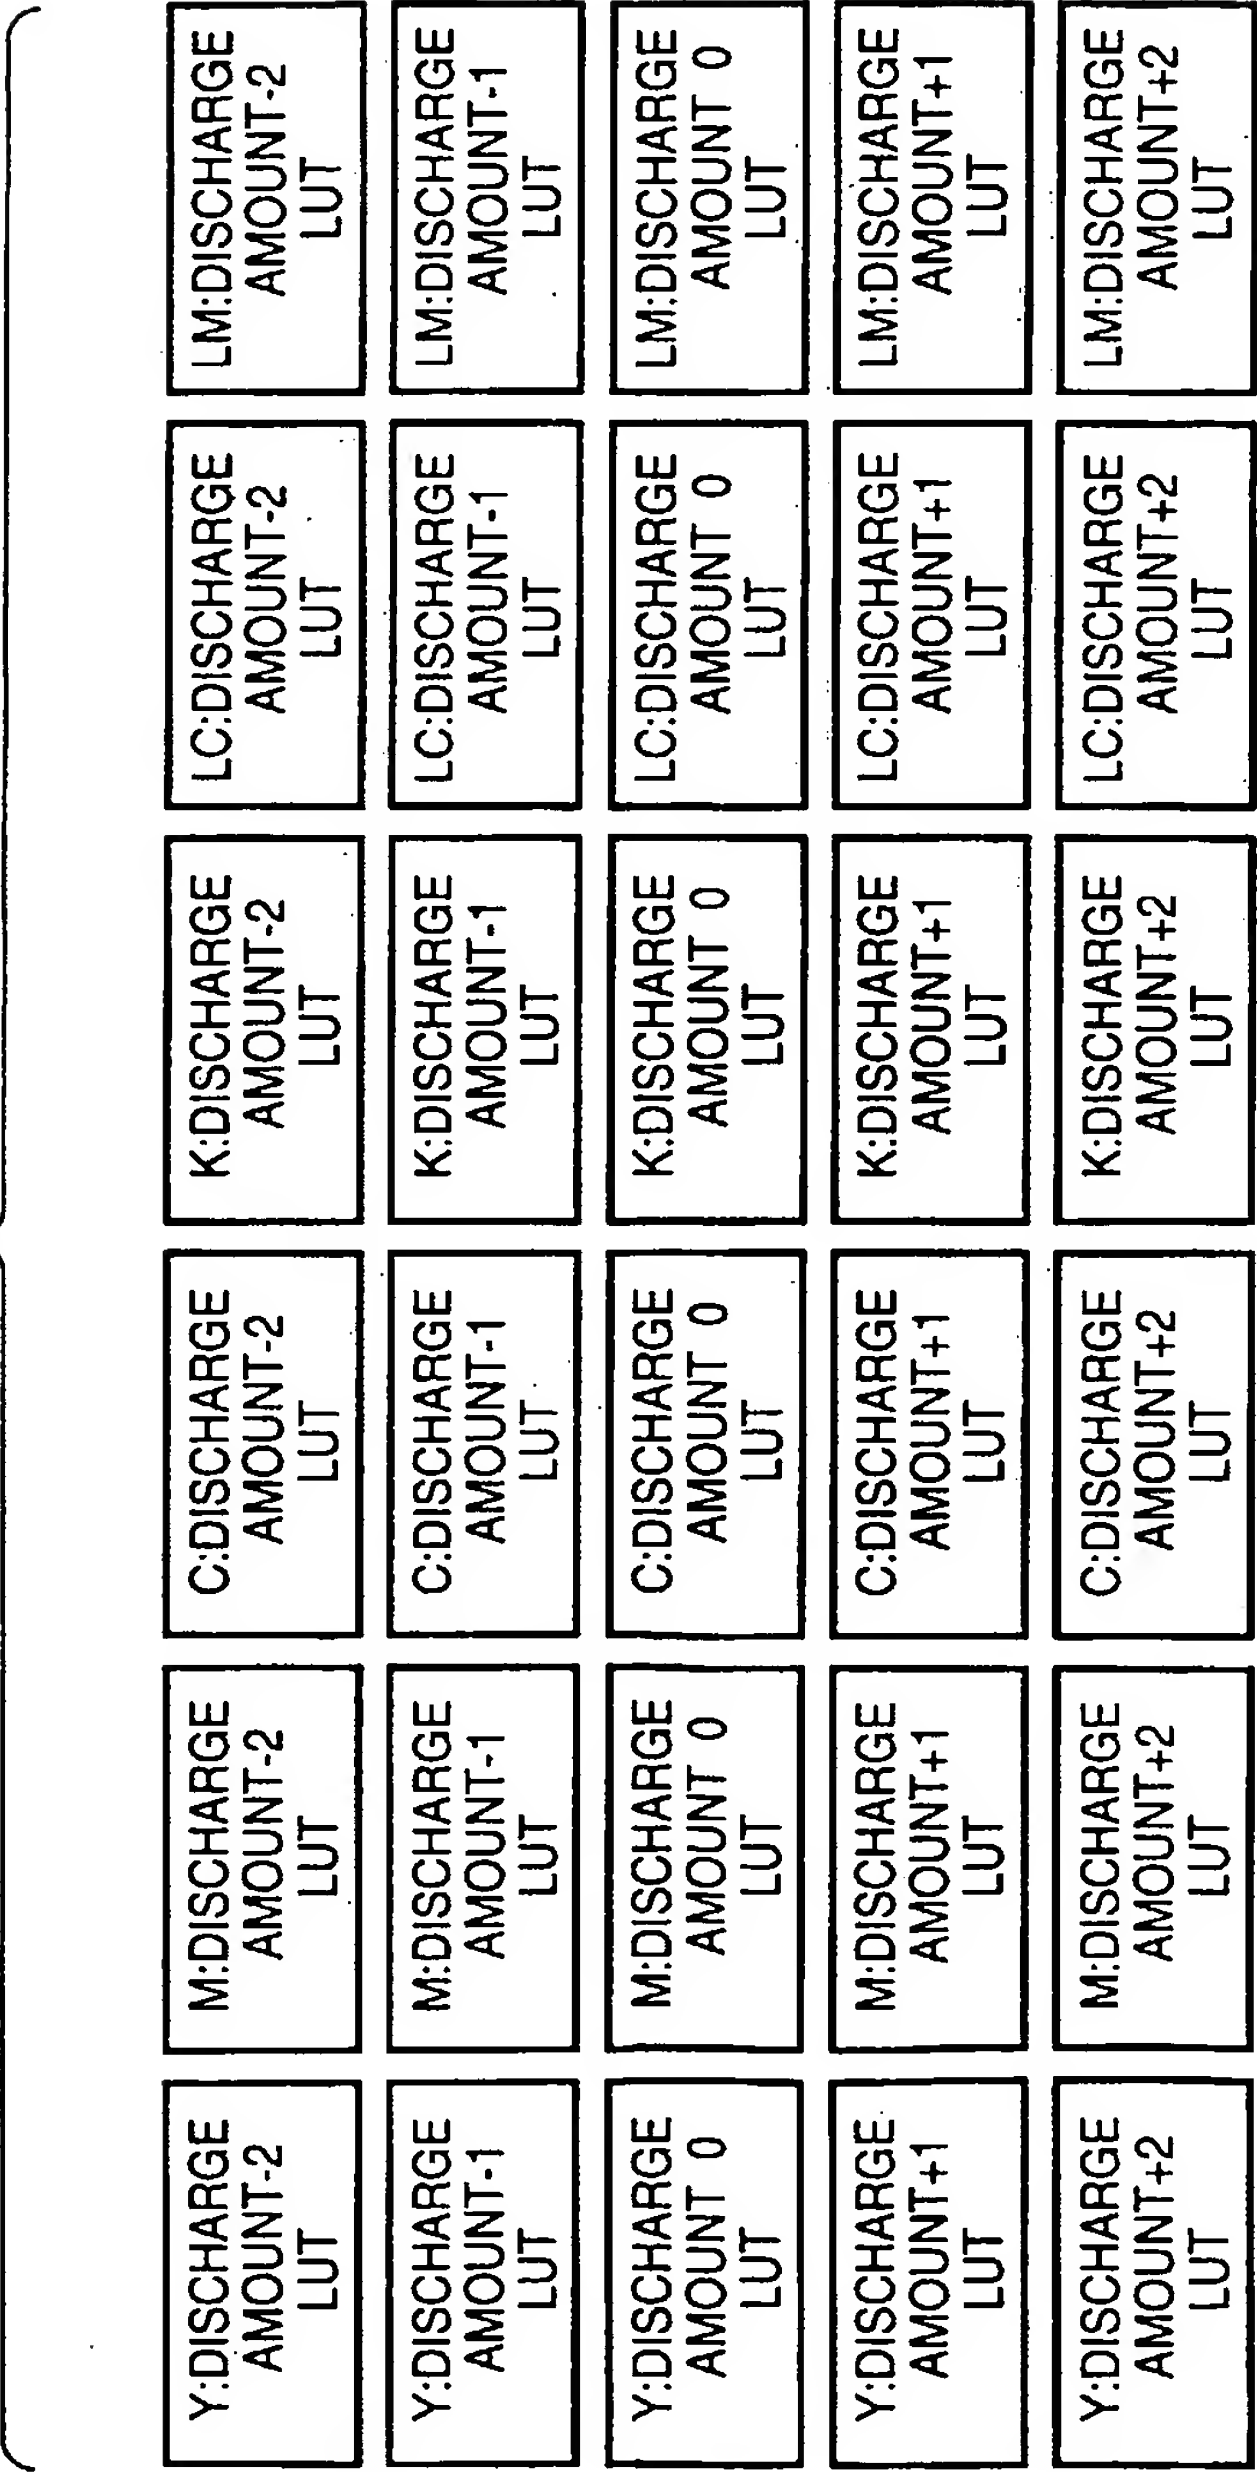 Y:DISCHARGE
AMOUNT-2
LUT
M:DISCHARGE
AMOUNT-2
LUT
C:DISCHARGE
AMOUNT-2
LUT
K:DISCHARGE
AMOUNT-2
LUT
LC:DISCHARGE
AMOUNT-2
LUT
LM:DISCHARGE
AMOUNT-2
LUT
Y:DISCHARGE
AMOUNT-1
LUT
M:DISCHARGE
AMOUNT-1
LUT
C:DISCHARGE
AMOUNT-1
LUT
K:DISCHARGE
AMOUNT-1
LUT
LC:DISCHARGE
AMOUNT-1
LUT
LM:DISCHARGE
AMOUNT-1
LUT
Y:DISCHARGE
AMOUNT 0
LUT
M:DISCHARGE
AMOUNT 0
LUT
C:DISCHARGE
AMOUNT 0
LUT
K:DISCHARGE
AMOUNT 0
LUT
LC:DISCHARGE
AMOUNT 0
LUT
LM:DISCHARGE
AMOUNT 0
LUT
Y:DISCHARGE
AMOUNT+1
LUT
M:DISCHARGE
AMOUNT+1
LUT
C:DISCHARGE
AMOUNT+1
LUT
K:DISCHARGE
AMOUNT+1
LUT
LC:DISCHARGE
AMOUNT+1
LUT
LM:DISCHARGE
AMOUNT+1
LUT
Y:DISCHARGE
AMOUNT+2
LUT
M:DISCHARGE
AMOUNT+2
LUT
C:DISCHARGE
AMOUNT+2
LUT
K:DISCHARGE
AMOUNT+2
LUT
LC:DISCHARGE
AMOUNT+2
LUT
LM:DISCHARGE
AMOUNT+2
LUT